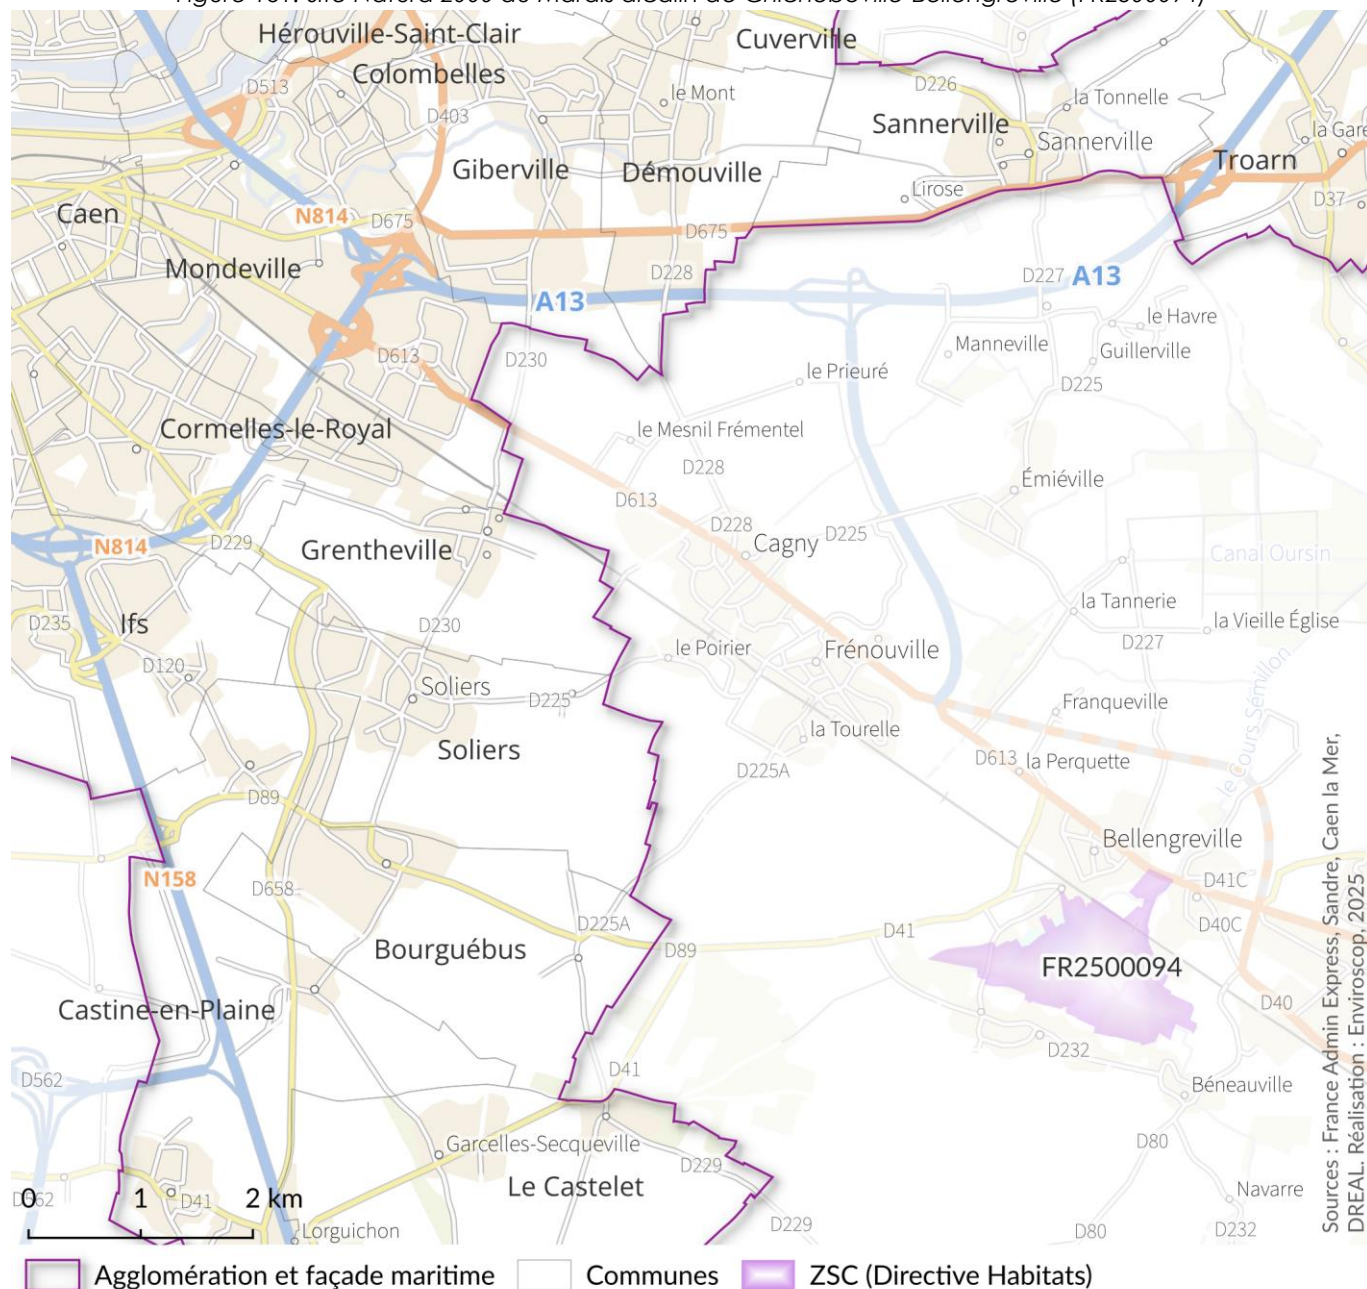 Hérouville-Saint-Clair
Cuverville
Colombelles
D513
D226
le Mont
la Tonnelle
D403
Sannerville
Sannerville
la Gare
Giberville
Démouville
Troarn
Lirose
D37
Caen
N814
D675
D675
Mondeville
D228
D227
A13
A13
le Havre
D613
D230
Manneville
Guillerville
le Prieuré
D225
Cormelles-le-Royal
le Mesnil Frémentel
D228
Émiéville
D613
D228
D225
N814
D229
Grentheville
Cagny
Canal Oursin
la Tannerie
D235
Ifs
D230
la Vieille Église
D227
le Poirier
Frénouville
D120
Soliers
D225
Franqueville
le Cours Sémillon
la Tourelle
Soliers
D225A
D613
la Perquette
D89
Bellengreville
N158
D658
D41C
D225A
D40C
D41
Bourguébus
D89
FR2500094
Castine-en-Plaine
D40
D232
D562
D41
Béneauville
Garcelles-Secqueville
D80
D229
Le Castelet
Navarre
D562
D41
D229
D80
D232
Lorguichon
0 1 2 km
Sources : France Admin Express, Sandre, Caen la Mer,
DREAL. Réalisation : Enviroscop, 2025
Agglomération et façade maritime
Communes
ZSC (Directive Habitats)